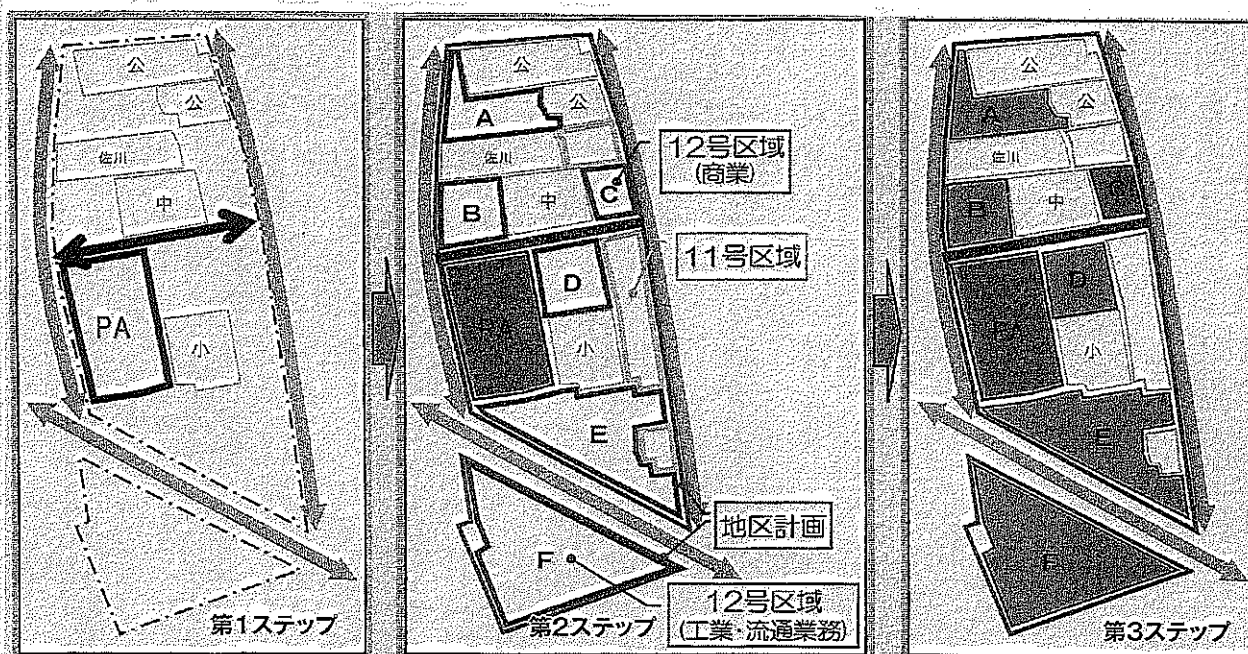 公
公
佐川
中
PA
小
第1ステップ
公
公
A
佐川
12号区域
(商業)
B
中
C
11号区域
D
PA
小
E
地区計画
F
12号区域
(工業・流通業務)
第2ステップ
公
公
A
佐川
B
中
C
D
PA
小
E
F
第3ステップ